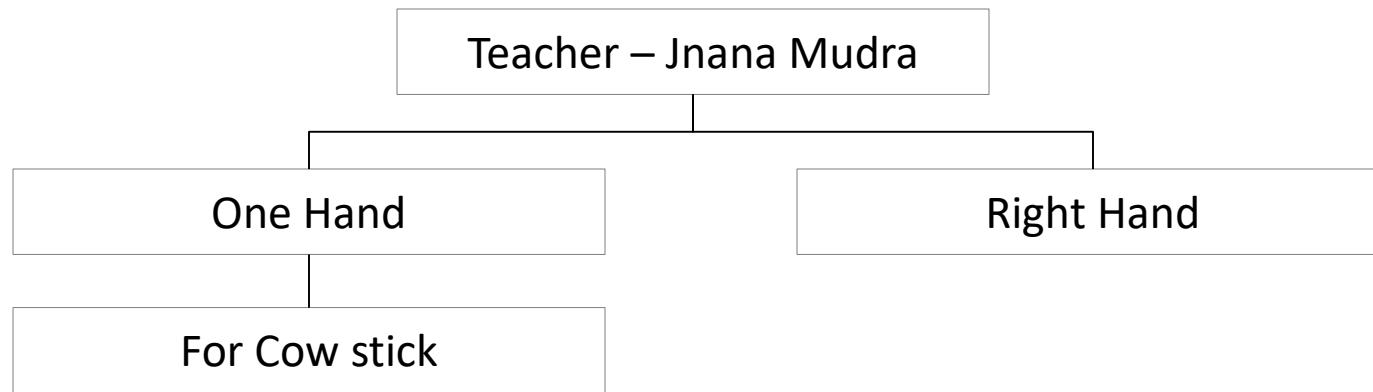 Teacher – Jnana Mudra
One Hand
Right Hand
For Cow stick